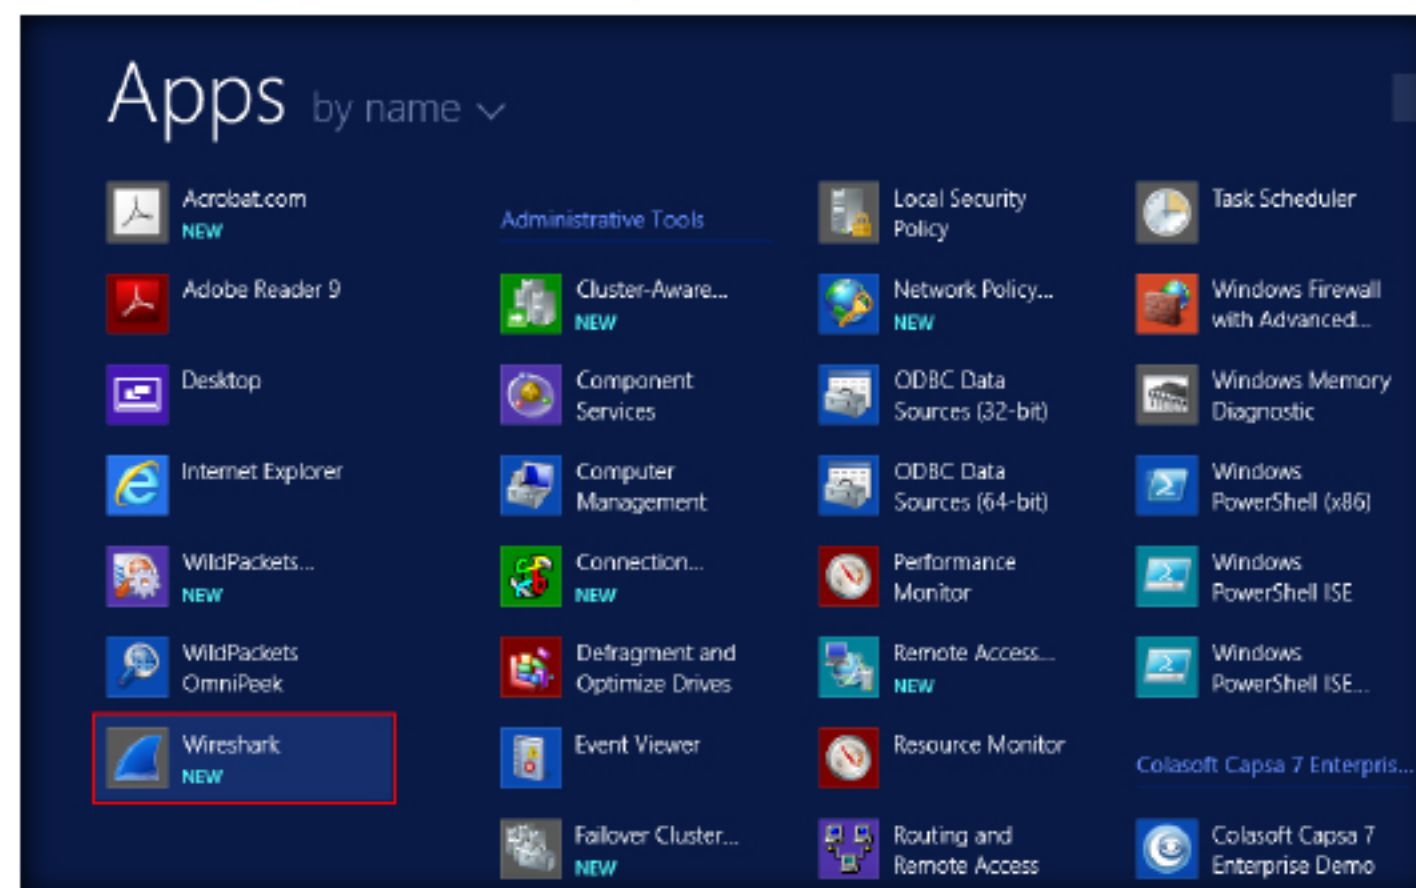 Apps by name
Acrobat.com
NEW
Adobe Reader 9
Desktop
Internet Explorer
WildPackets...
NEW
WildPackets
OmniPeek
Wireshark
NEW
Administrative Tools
Cluster-Aware...
NEW
Component
Services
Computer
Management
Connection...
NEW
Defragment and
Optimize Drives
Event Viewer
Failover Cluster...
NEW
Local Security
Policy
Network Policy...
NEW
ODBC Data
Sources (32-bit)
ODBC Data
Sources (64-bit)
Performance
Monitor
Remote Access...
NEW
Resource Monitor
Routing and
Remote Access
Task Scheduler
Windows Firewall
with Advanced...
Windows Memory
Diagnostic
Windows
PowerShell (x86)
Windows
PowerShell ISE
Windows
PowerShell ISE...
Colasoft Capsa 7 Enterpris...
Colasoft Capsa 7
Enterprise Demo